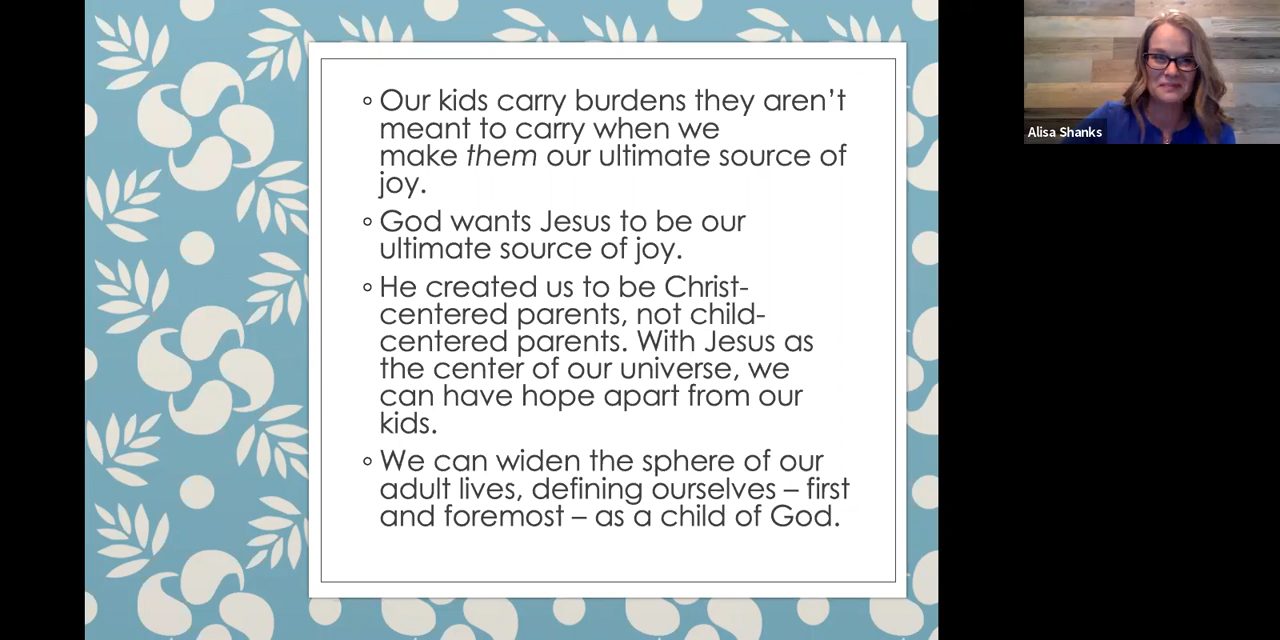 ◦ Our kids carry burdens they aren’t
meant to carry when we
make them our ultimate source of
joy.
◦ God wants Jesus to be our
ultimate source of joy.
◦ He created us to be Christ-
centered parents, not child-
centered parents. With Jesus as
the center of our universe, we
can have hope apart from our
kids.
◦ We can widen the sphere of our
adult lives, defining ourselves – first
and foremost – as a child of God.
Alisa Shanks